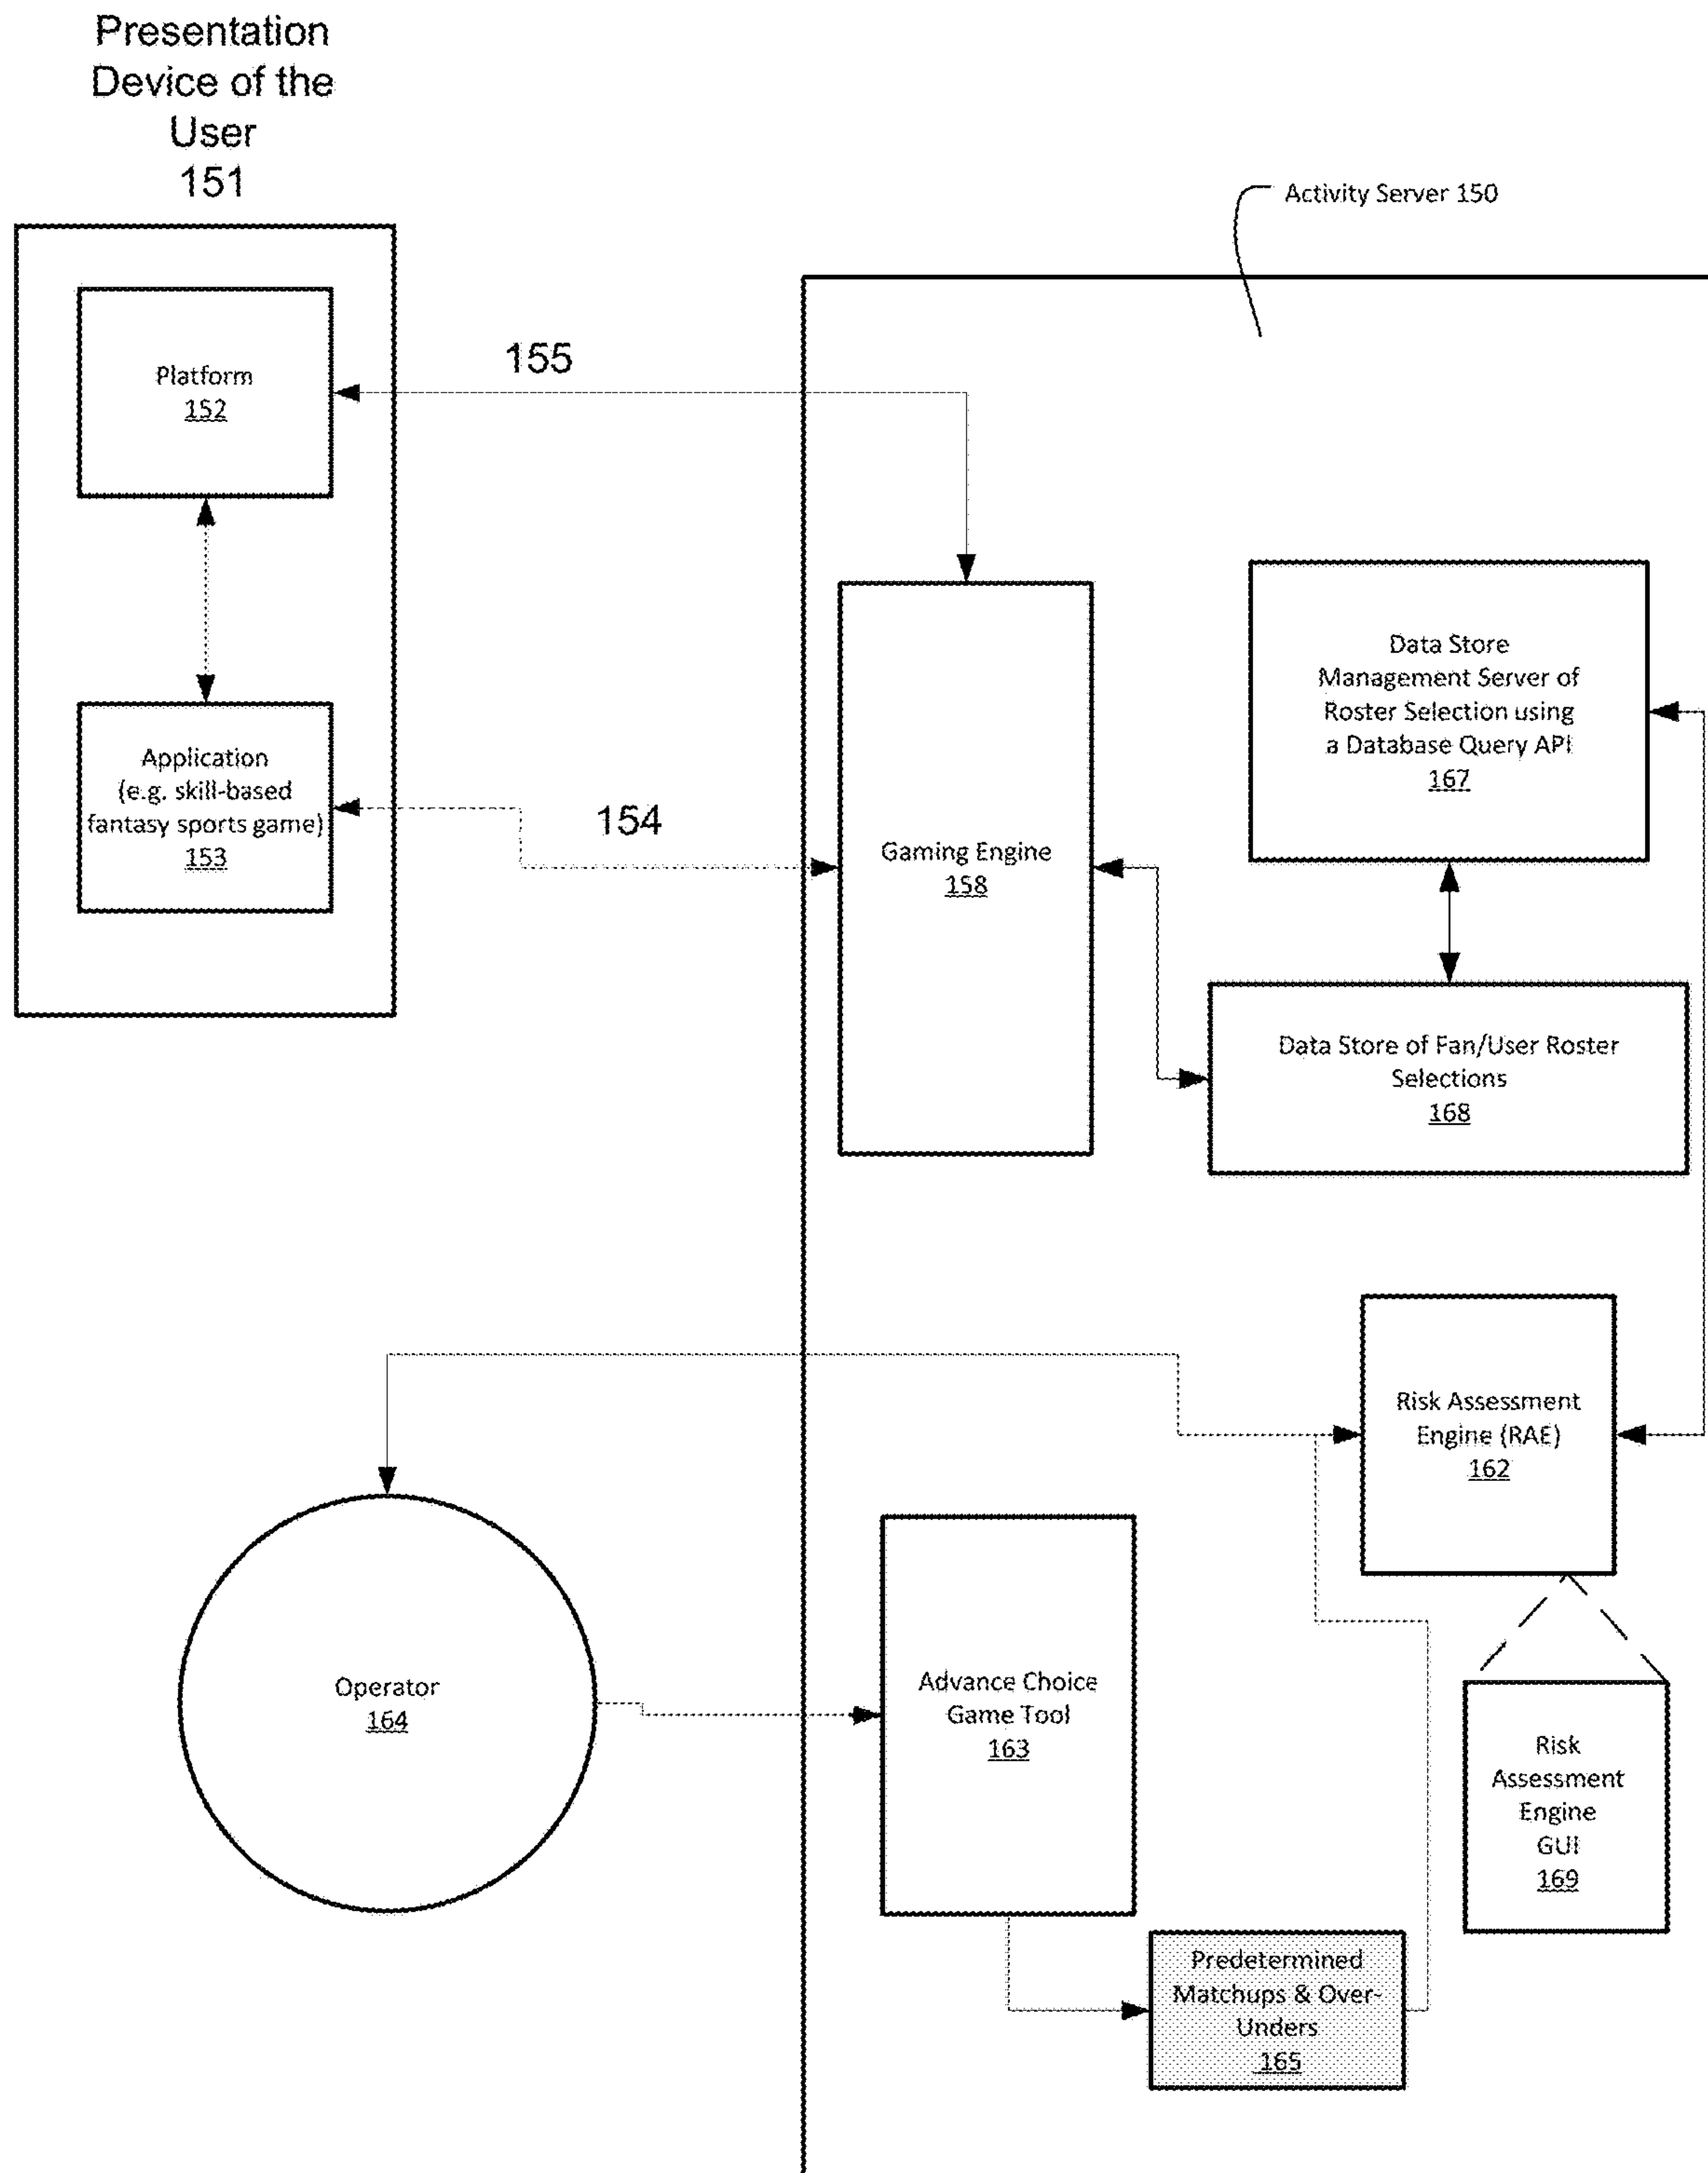 Presentation
Device of the
User
151
Activity Server 150
Platform
152
155
Application
(e.g. skill-based
fantasy sports game)
153
154
Gaming Engine
158
Data Store
Management Server of
Roster Selection using
a Database Query API
167
Data Store of Fan/User Roster
Selections
168
Risk Assessment
Engine (RAE)
162
Operator
164
Advance Choice
Game Tool
163
Risk
Assessment
Engine
GUI
169
Predetermined
Matchups & Over-
Unders
165